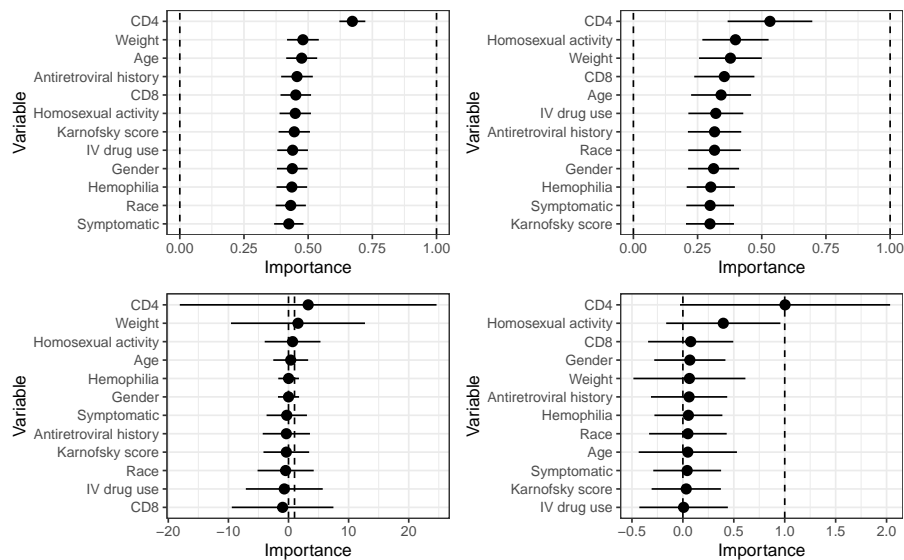 CD4
Weight
Age
Antiretroviral history
CD8
Homosexual activity
Karnofsky score
IV drug use
Gender
Hemophilia
Race
Symptomatic
Variable
0.00 0.25 0.50 0.75 1.00
Importance
CD4
Homosexual activity
Weight
CD8
Age
IV drug use
Antiretroviral history
Race
Gender
Hemophilia
Symptomatic
Karnofsky score
Variable
0.00 0.25 0.50 0.75 1.00
Importance
CD4
Weight
Homosexual activity
Age
Hemophilia
Gender
Symptomatic
Antiretroviral history
Karnofsky score
Race
IV drug use
CD8
Variable
−20 −10 0 10 20
Importance
CD4
Homosexual activity
CD8
Gender
Weight
Antiretroviral history
Hemophilia
Race
Age
Symptomatic
Karnofsky score
IV drug use
Variable
−0.5 0.0 0.5 1.0 1.5 2.0
Importance